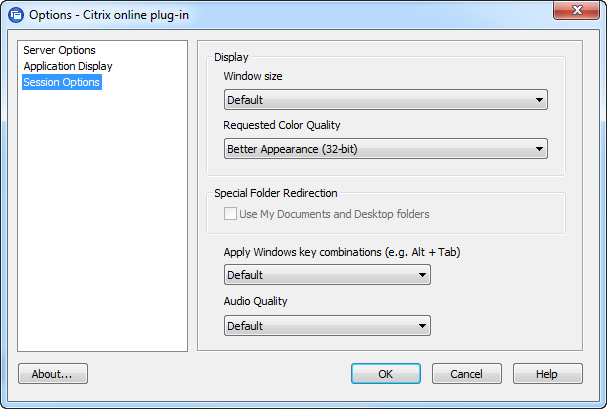 Options - Citrix online plug-in
Server Options
Application Display
Session Options
Display
Window size
Default
Requested Color Quality
Better Appearance (32-bit)
Special Folder Redirection
Use My Documents and Desktop folders
Apply Windows key combinations (e.g. Alt + Tab)
Default
Audio Quality
Default
About... OK Cancel Help